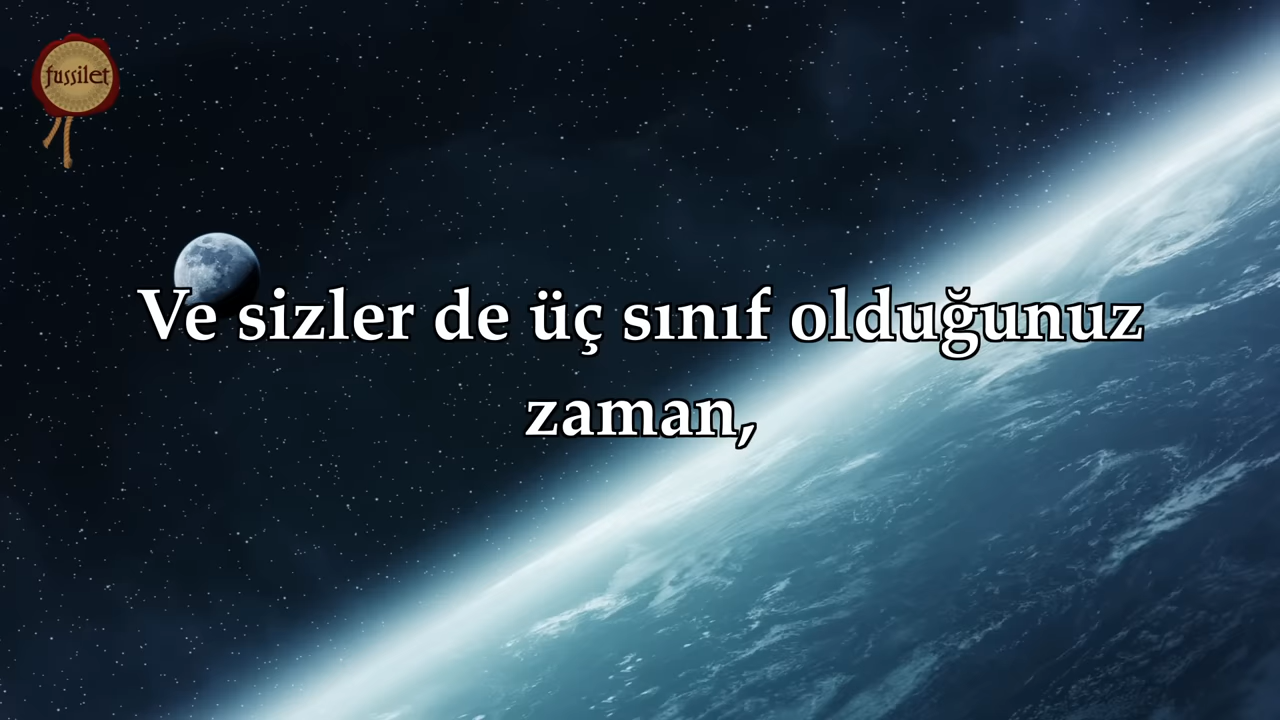 fussilet
Ve sizler de üç sınıf olduğunuz
zaman,